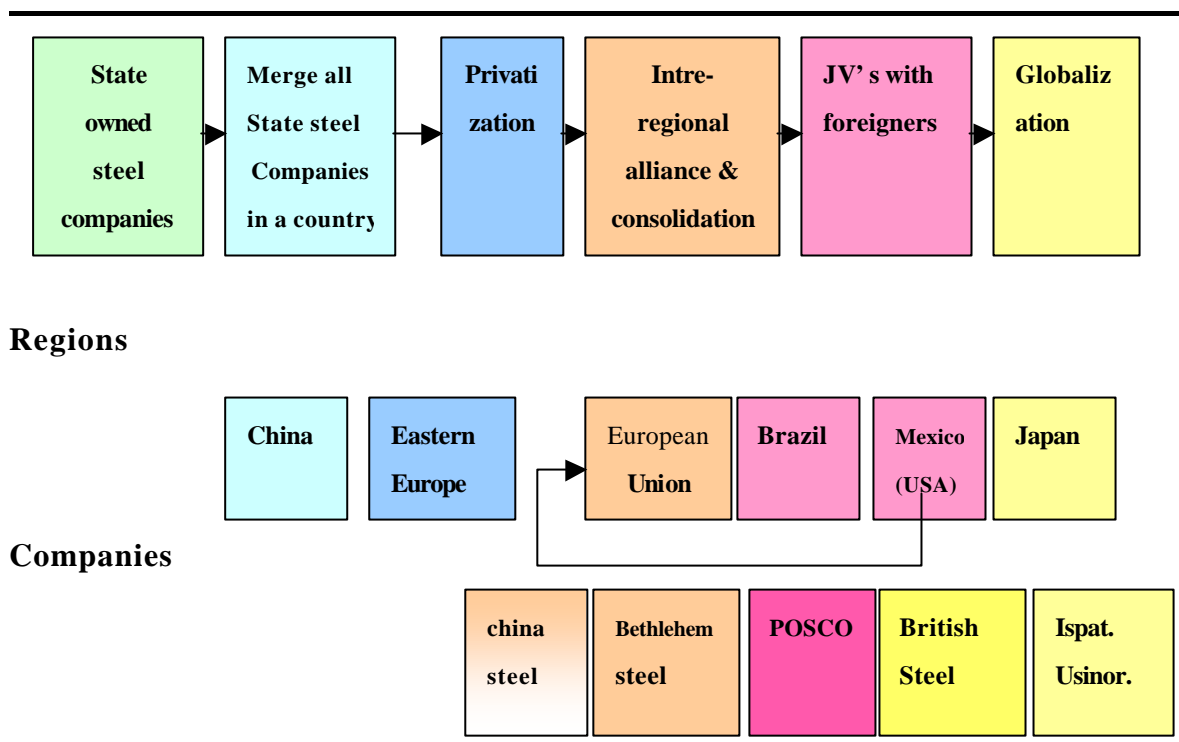 State
owned
steel
companies
Merge all
State steel
Companies
in a country
Privati
zation
Intre-
regional
alliance &
consolidation
JV' s with
foreigners
Globaliz
ation
Regions
China
Eastern
Europe
European
Union
Brazil
Mexico
(USA)
Japan
Companies
china
steel
Bethlehem
steel
POSCO
British
Steel
Ispat.
Usinor.